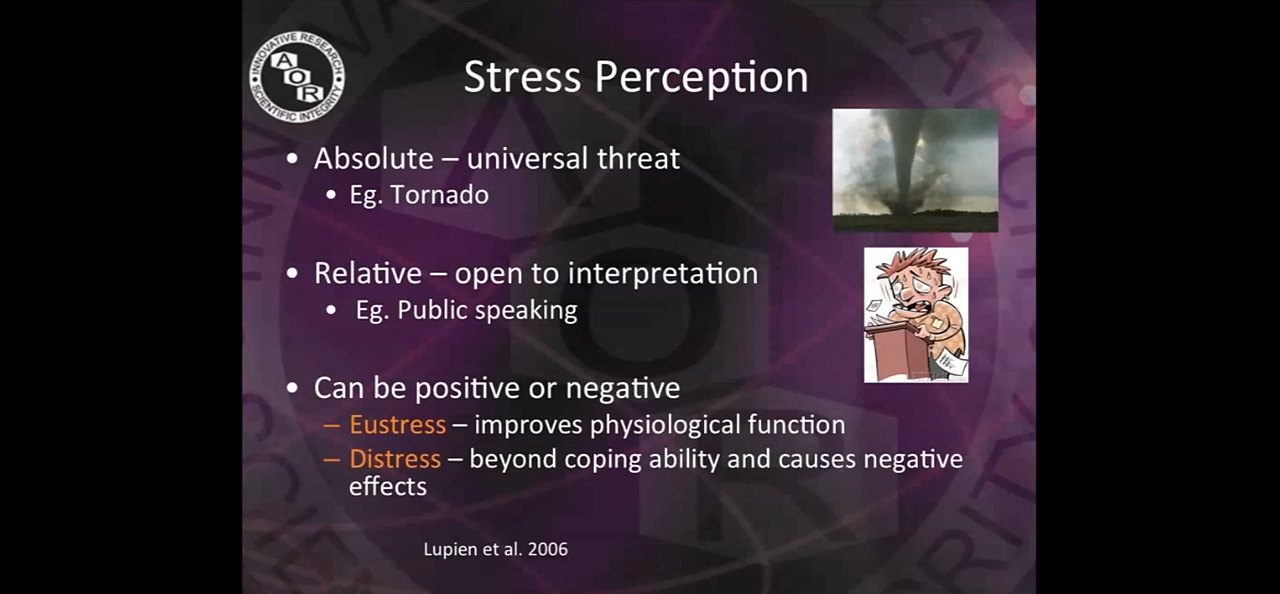 INNOVATIVE RESEARCH
AOR
SCIENTIFIC INTEGRITY
Stress Perception
• Absolute – universal threat
• Eg. Tornado
• Relative – open to interpretation
• Eg. Public speaking
• Can be positive or negative
– Eustress – improves physiological function
– Distress – beyond coping ability and causes negative
effects
Lupien et al. 2006